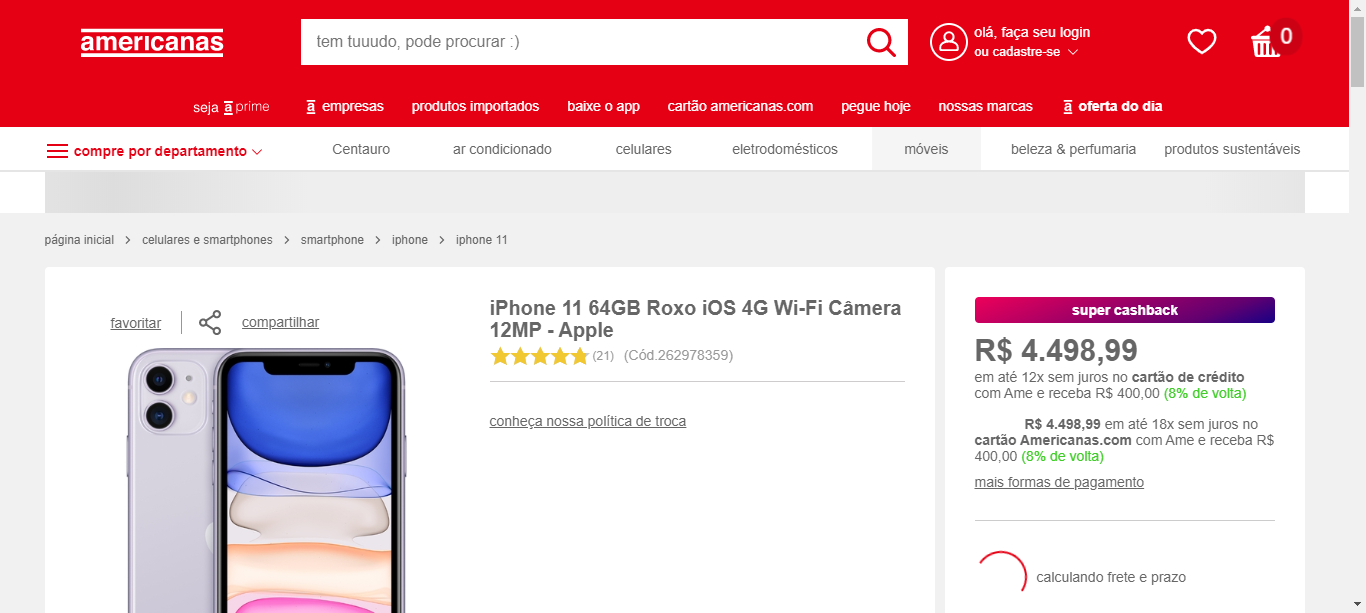 americanas
tem tuuudo, pode procurar :)
olá, faça seu login
ou cadastre-se
0
seja a prime
a empresas
produtos importados
baixe o app
cartão americanas.com
pegue hoje
nossas marcas
a oferta do dia
compre por departamento
Centauro
ar condicionado
celulares
eletrodomésticos
móveis
beleza & perfumaria
produtos sustentáveis
página inicial > celulares e smartphones > smartphone > iphone > iphone 11
favoritar
compartilhar
iPhone 11 64GB Roxo iOS 4G Wi-Fi Câmera
12MP - Apple
(21) (Cód.262978359)
conheça nossa política de troca
super cashback
R$ 4.498,99
em até 12x sem juros no cartão de crédito
com Ame e receba R$ 400,00 (8% de volta)
R$ 4.498,99 em até 18x sem juros no
cartão Americanas.com com Ame e receba R$
400,00 (8% de volta)
mais formas de pagamento
calculando frete e prazo